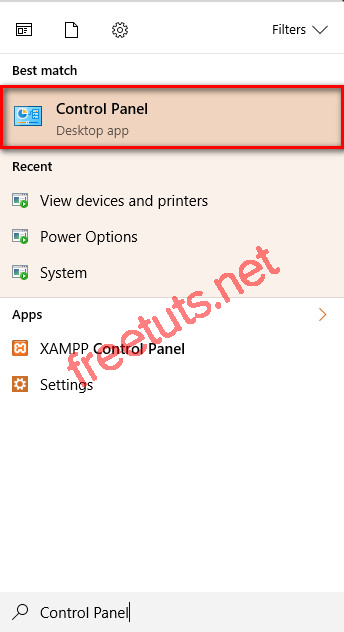 Filters
Best match
Control Panel
Desktop app
Recent
View devices and printers
Power Options
System
Apps
XAMPP Control Panel
Settings
freetuts.net
Control Panel